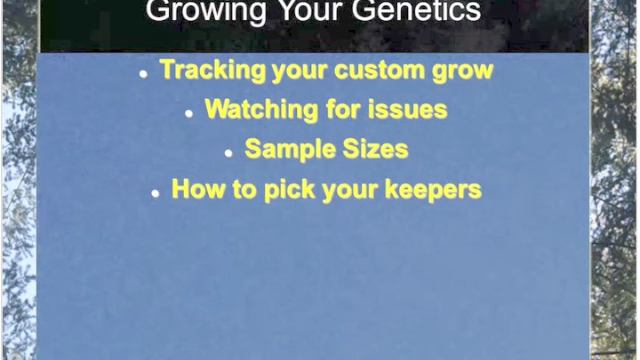 Growing Your Genetics
• Tracking your custom grow
• Watching for issues
• Sample Sizes
• How to pick your keepers